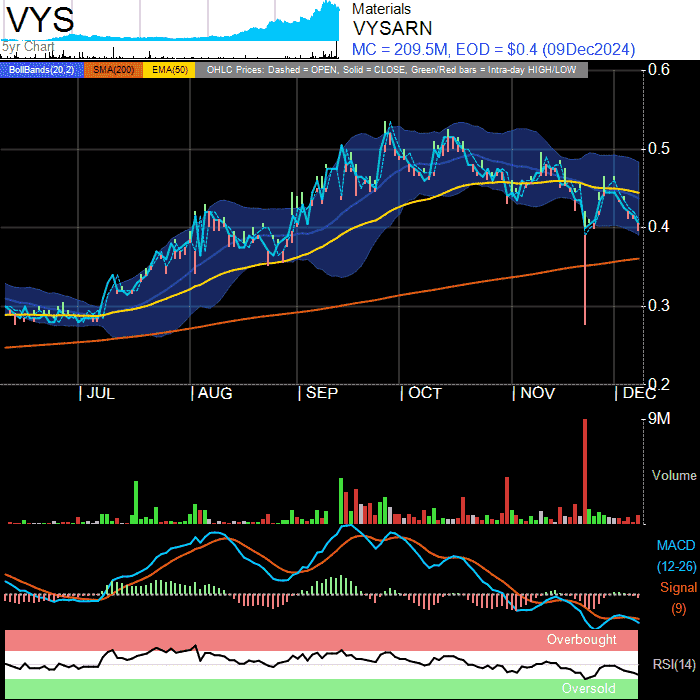 VYS
5yr Chart
Materials
VYSARN
MC = 209.5M, EOD = $0.4 (09Dec2024)
BollBands(20,2) SMA(200) EMA(50) OHLC Prices: Dashed = OPEN, Solid = CLOSE, Green/Red bars = Intra-day HIGH/LOW
0.6
0.5
0.4
0.3
0.2
JUL AUG SEP OCT NOV DEC
9M
Volume
MACD
(12-26)
Signal
(9)
Overbought
RSI(14)
Oversold